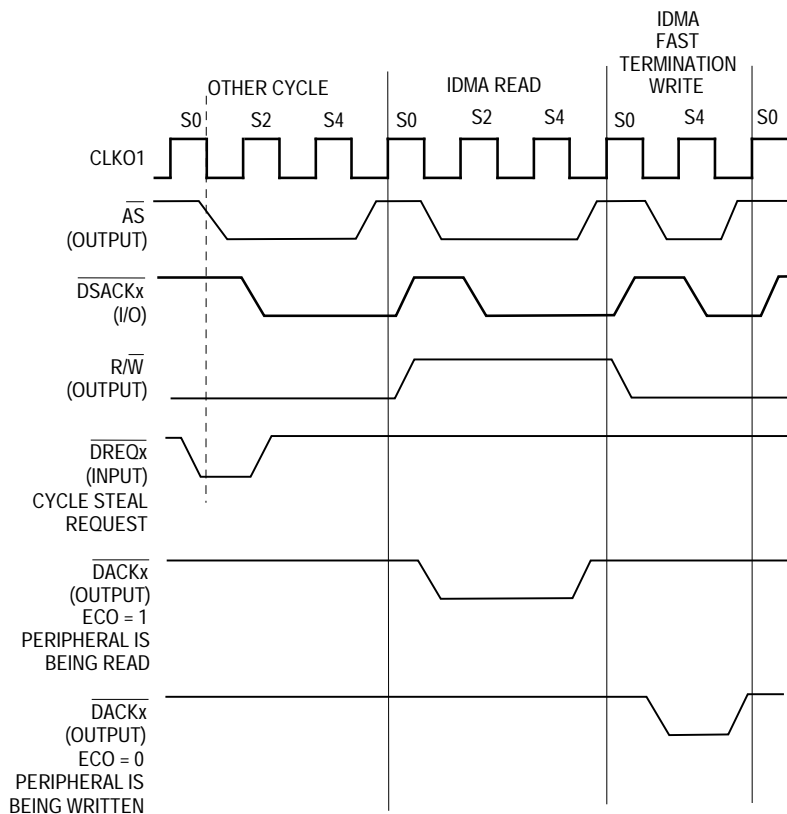 IDMA
FAST
TERMINATION
WRITE
OTHER CYCLE
IDMA READ
S0 S2 S4 S0 S2 S4 S0 S4 S0
CLKO1
AS
(OUTPUT)
DSACKx
(I/O)
R/W
(OUTPUT)
DREQx
(INPUT)
CYCLE STEAL
REQUEST
DACKx
(OUTPUT)
ECO = 1
PERIPHERAL IS
BEING READ
DACKx
(OUTPUT)
ECO = 0
PERIPHERAL IS
BEING WRITTEN